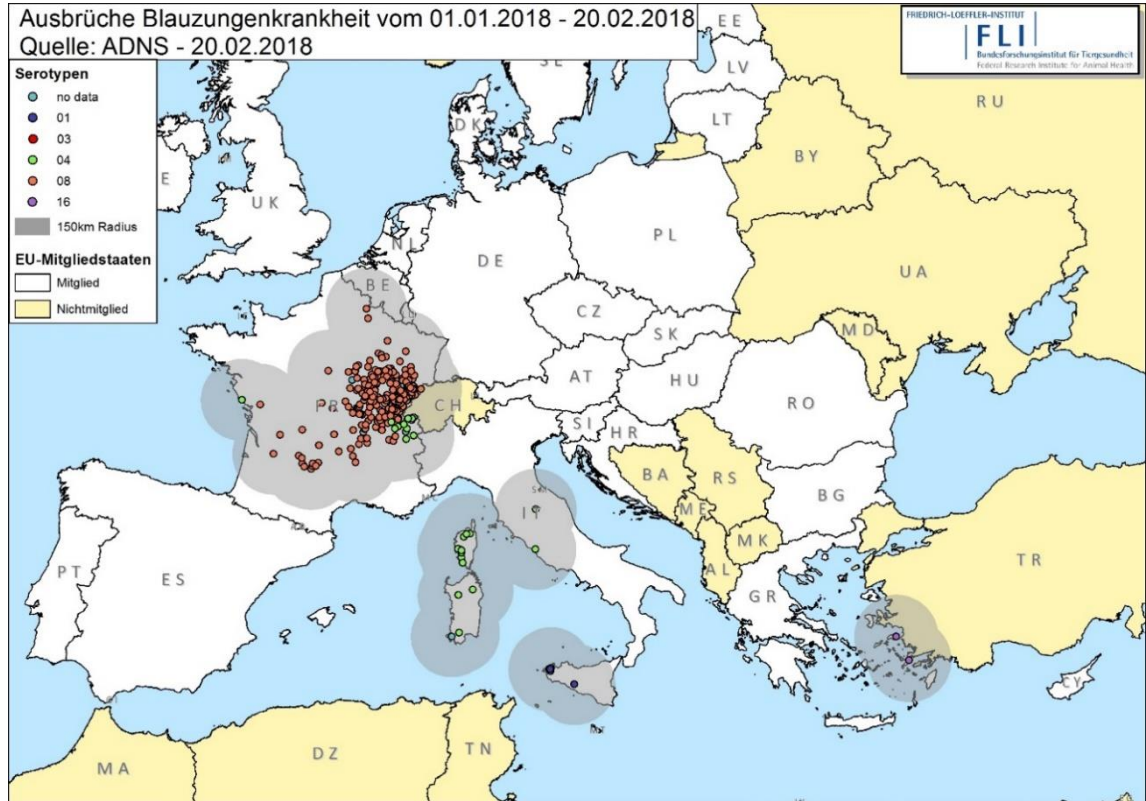 Ausbrüche Blauzungenkrankheit vom 01.01.2018 - 20.02.2018
Quelle: ADNS - 20.02.2018
FRIEDRICH-LOEFFLER-INSTITUT
FLI
Bundesforschungsinstitut für Tiergesundheit
Federal Research Institute for Animal Health
Serotypen
no data
01
03
04
08
16
150km Radius
EU-Mitgliedstaaten
Mitglied
Nichtmitglied
EE
SE
LV
RU
DK
LT
BY
E
UK
NL
PL
DE
BE
UA
CZ
SK
MD
AT
HU
FR
CH
RO
SI
HR
BA
RS
IT
ME
BG
MK
AL
PT
ES
GR
TR
CY
MA
DZ
TN